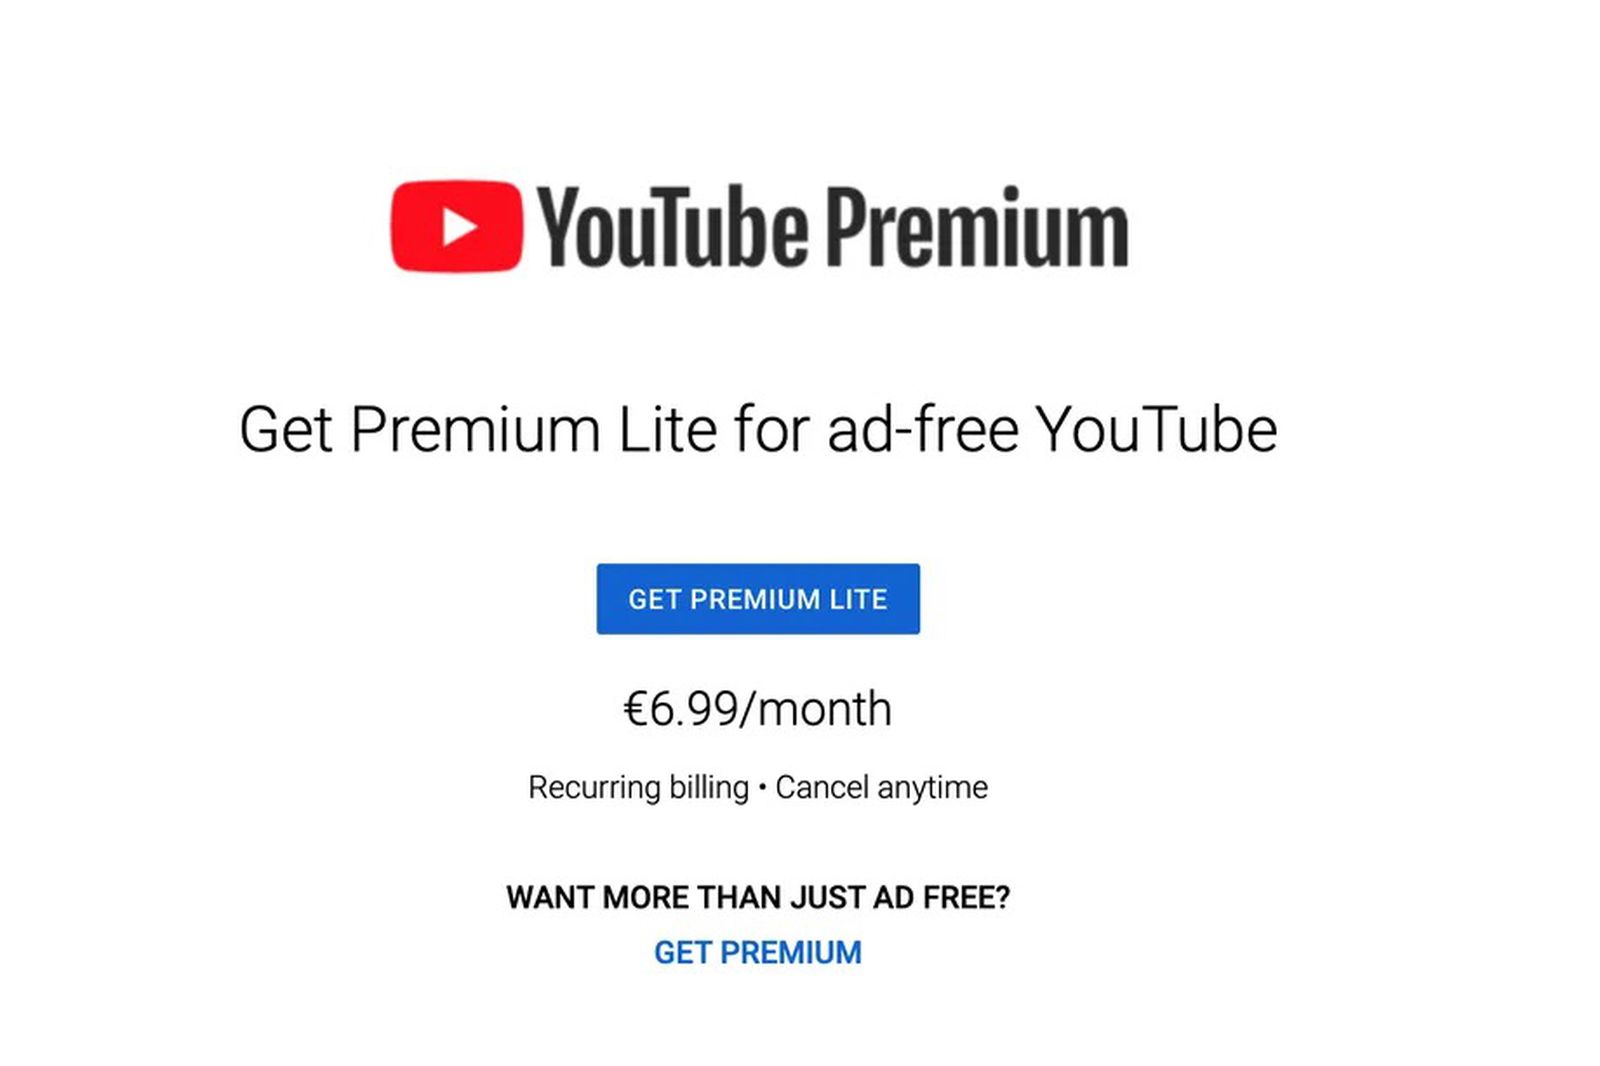 YouTube Premium
Get Premium Lite for ad-free YouTube
GET PREMIUM LITE
€6.99/month
Recurring billing • Cancel anytime
WANT MORE THAN JUST AD FREE?
GET PREMIUM